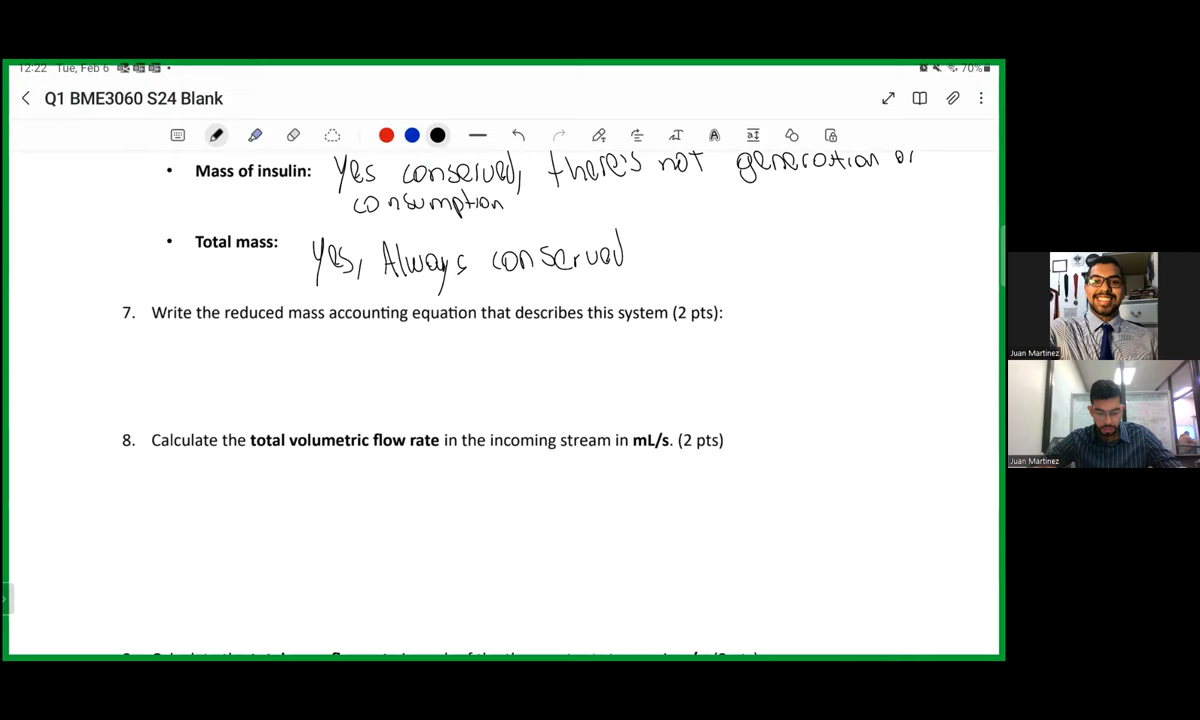 12:22 Tue, Feb 6 70%
Q1 BME3060 S24 Blank
• Mass of insulin: Yes conserved, there's not generation or
consumption
• Total mass: Yes, Always conserved
7. Write the reduced mass accounting equation that describes this system (2 pts):
8. Calculate the total volumetric flow rate in the incoming stream in mL/s. (2 pts)
Juan Martinez
Juan Martinez